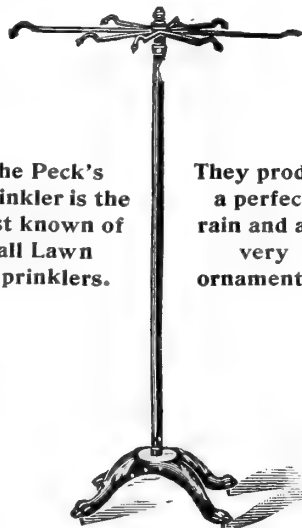 he Peck's
inkler is the
st known of
all Lawn
prinklers.
They prod
a perfec
rain and a
very
ornament